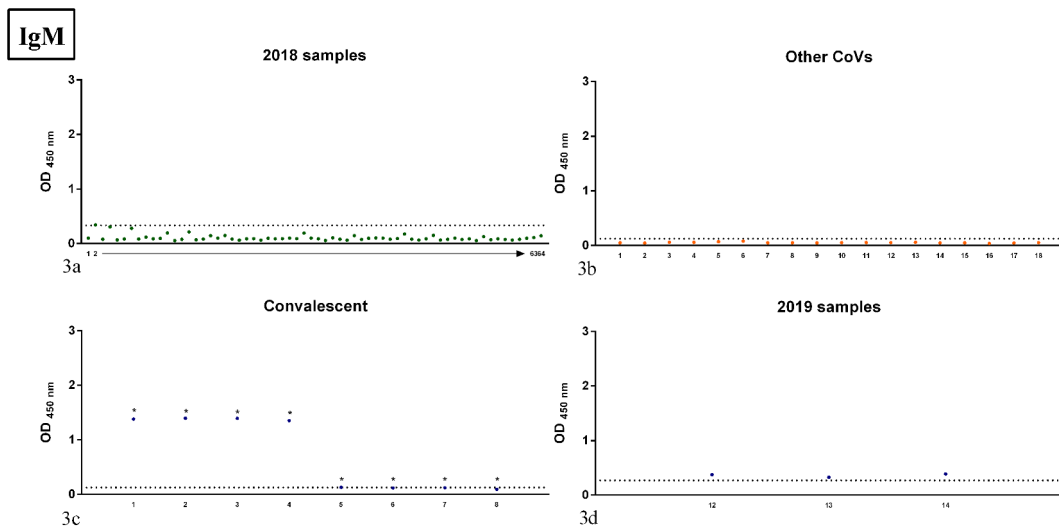 IgM
2018 samples
3
2
1
0
OD 450 nm
1 2 6364
3a
Other CoVs
3
2
1
0
OD 450 nm
1 2 3 4 5 6 7 8 9 10 11 12 13 14 15 16 17 18
3b
Convalescent
3
2
1
0
OD 450 nm
* * * * * * * *
1 2 3 4 5 6 7 8
3c
2019 samples
3
2
1
0
OD 450 nm
12 13 14
3d